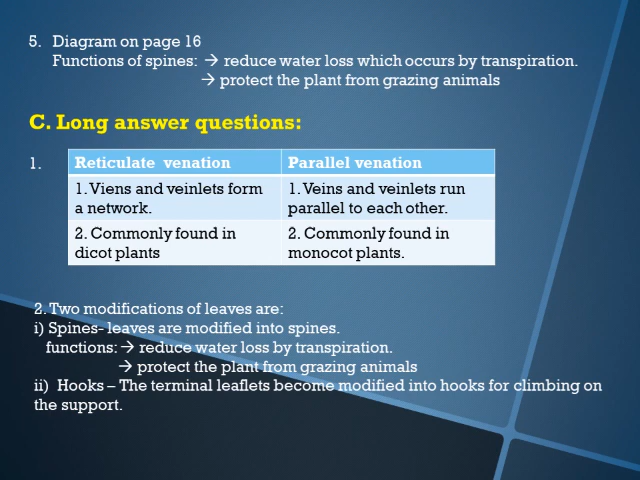 5. Diagram on page 16
Functions of spines: → reduce water loss which occurs by transpiration.
→ protect the plant from grazing animals
C. Long answer questions:
1.
Reticulate venation Parallel venation
1. Viens and veinlets form 1. Veins and veinlets run
a network. parallel to each other.
2. Commonly found in 2. Commonly found in
dicot plants monocot plants.
2. Two modifications of leaves are:
i) Spines- leaves are modified into spines.
functions: → reduce water loss by transpiration.
→ protect the plant from grazing animals
ii) Hooks – The terminal leaflets become modified into hooks for climbing on
the support.